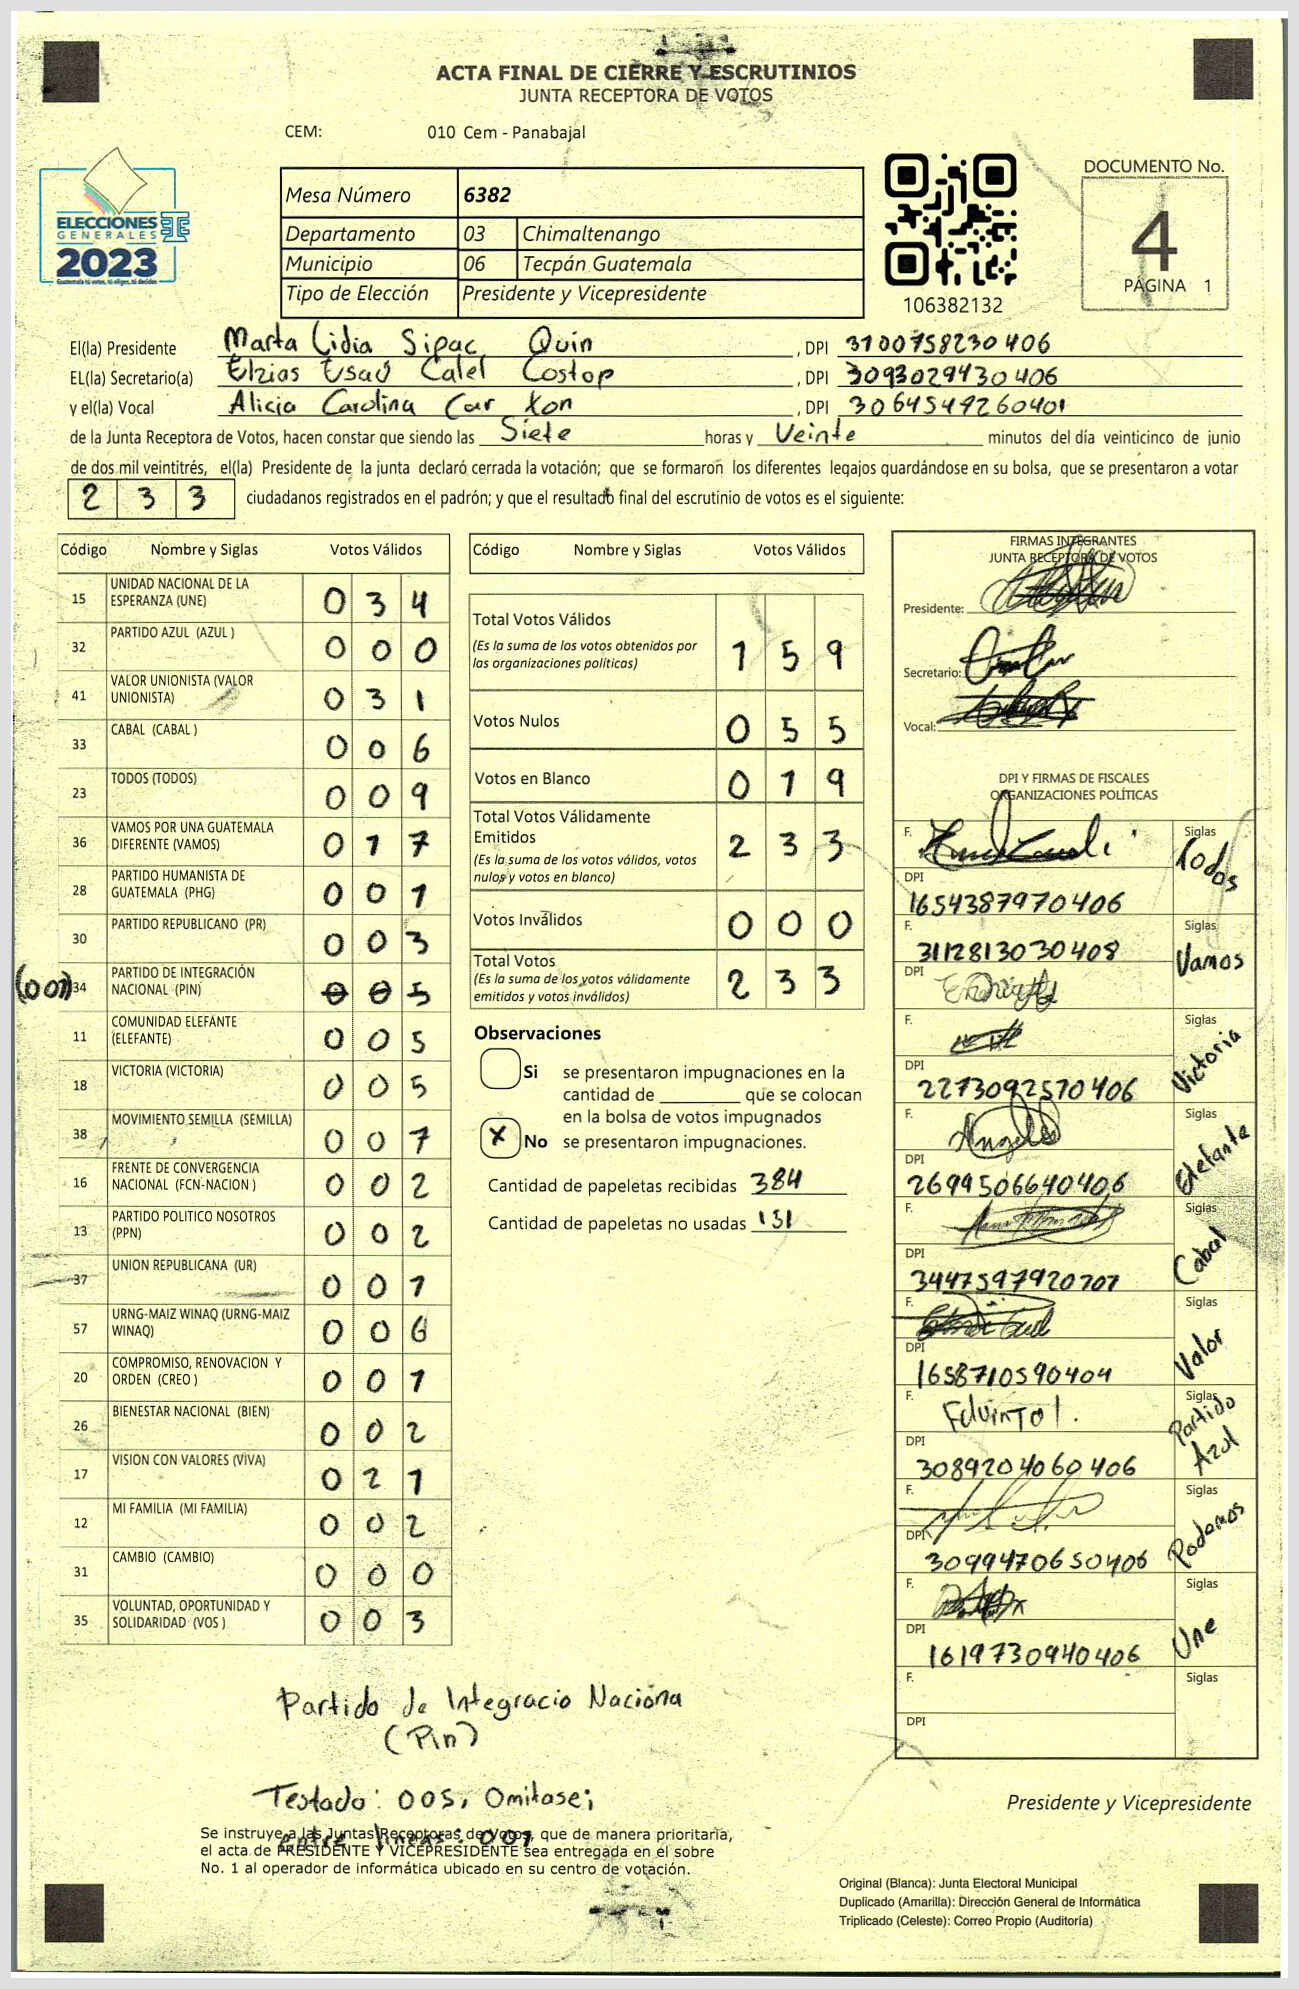 ACTA FINAL DE CIERRE Y ESCRUTINIOS
JUNTA RECEPTORA DE VOTOS
CEM: 010 Cem - Panabajal
ELECCIONES
GENERALES
2023
Guatemala tú votas, tú eliges, tú decides
Mesa Número 6382
Departamento 03 Chimaltenango
Municipio 06 Tecpán Guatemala
Tipo de Elección Presidente y Vicepresidente
106382132
DOCUMENTO No.
4
PÁGINA 1
El(la) Presidente Marta Lidia Sipac Quin , DPI 3100758230406
EL(la) Secretario(a) Elzias Esaú Calel Costop , DPI 3093029430406
y el(la) Vocal Alicia Carolina Car Xon , DPI 3064549260401
de la Junta Receptora de Votos, hacen constar que siendo las Siete horas y Veinte minutos del día veinticinco de junio
de dos mil veintitrés, el(la) Presidente de la junta declaró cerrada la votación; que se formaron los diferentes legajos guardándose en su bolsa, que se presentaron a votar
2 3 3 ciudadanos registrados en el padrón; y que el resultado final del escrutinio de votos es el siguiente:
Código Nombre y Siglas Votos Válidos
15 UNIDAD NACIONAL DE LA ESPERANZA (UNE) 0 3 4
32 PARTIDO AZUL (AZUL ) 0 0 0
41 VALOR UNIONISTA (VALOR UNIONISTA) 0 3 1
33 CABAL (CABAL ) 0 0 6
23 TODOS (TODOS) 0 0 9
36 VAMOS POR UNA GUATEMALA DIFERENTE (VAMOS) 0 1 7
28 PARTIDO HUMANISTA DE GUATEMALA (PHG) 0 0 1
30 PARTIDO REPUBLICANO (PR) 0 0 3
(001) 34 PARTIDO DE INTEGRACIÓN NACIONAL (PIN) 0 0 5
11 COMUNIDAD ELEFANTE (ELEFANTE) 0 0 5
18 VICTORIA (VICTORIA) 0 0 5
38 MOVIMIENTO SEMILLA (SEMILLA) 0 0 7
16 FRENTE DE CONVERGENCIA NACIONAL (FCN-NACION ) 0 0 2
13 PARTIDO POLITICO NOSOTROS (PPN) 0 0 2
37 UNION REPUBLICANA (UR) 0 0 1
57 URNG-MAIZ WINAQ (URNG-MAIZ WINAQ) 0 0 6
20 COMPROMISO, RENOVACION Y ORDEN (CREO ) 0 0 1
26 BIENESTAR NACIONAL (BIEN) 0 0 2
17 VISION CON VALORES (VIVA) 0 2 1
12 MI FAMILIA (MI FAMILIA) 0 0 2
31 CAMBIO (CAMBIO) 0 0 0
35 VOLUNTAD, OPORTUNIDAD Y SOLIDARIDAD (VOS ) 0 0 3
Código Nombre y Siglas Votos Válidos
Total Votos Válidos 1 5 9
(Es la suma de los votos obtenidos por
las organizaciones políticas)
Votos Nulos 0 5 5
Votos en Blanco 0 1 9
Total Votos Válidamente
Emitidos 2 3 3
(Es la suma de los votos válidos, votos
nulos y votos en blanco)
Votos Inválidos 0 0 0
Total Votos 2 3 3
(Es la suma de los votos válidamente
emitidos y votos inválidos)
Observaciones
Si se presentaron impugnaciones en la
cantidad de ________ que se colocan
en la bolsa de votos impugnados
X No se presentaron impugnaciones.
Cantidad de papeletas recibidas 384
Cantidad de papeletas no usadas 151
FIRMAS INTEGRANTES
JUNTA RECEPTORA DE VOTOS
Presidente:
Secretario:
Vocal:
DPI Y FIRMAS DE FISCALES
ORGANIZACIONES POLÍTICAS
F. Siglas Todos
DPI 1654387970406
F. 3112813030408 Siglas Vamos
DPI
F. Siglas Victoria
DPI 2273092570406
F. Siglas Elefante
DPI 2699506640406
F. Siglas Cabal
DPI 3447597920707
F. Siglas Valor
DPI 1658710590404
F. Siglas Partido Azul
DPI 3089204060406
F. Siglas Podemos
DPI 3099470650406
F. Siglas Une
DPI 1619730940406
F. Siglas
DPI
Partido de Integracio Naciona
(Pin)
Testado: 005, Omitase;
Entre lineas: 001
Se instruye a las Juntas Receptoras de Votos, que de manera prioritaria,
el acta de PRESIDENTE Y VICEPRESIDENTE sea entregada en el sobre
No. 1 al operador de informática ubicado en su centro de votación.
Presidente y Vicepresidente
Original (Blanca): Junta Electoral Municipal
Duplicado (Amarilla): Dirección General de Informática
Triplicado (Celeste): Correo Propio (Auditoría)